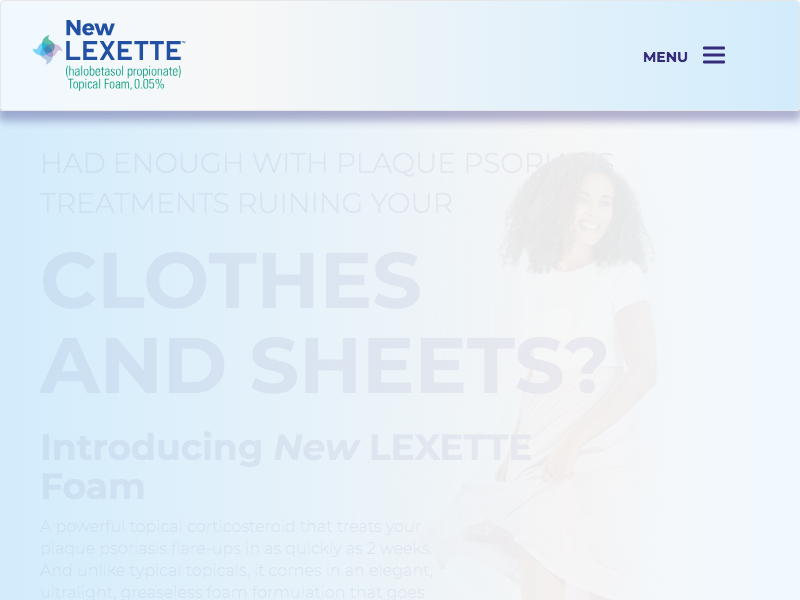 New
LEXETTE™
(halobetasol propionate)
Topical Foam, 0.05%
MENU
HAD ENOUGH WITH PLAQUE PSORIASIS
TREATMENTS RUINING YOUR
CLOTHES
AND SHEETS?
Introducing New LEXETTE
Foam
A powerful topical corticosteroid that treats your
plaque psoriasis flare-ups in as quickly as 2 weeks.
And unlike typical topicals, it comes in an elegant,
ultralight, greaseless foam formulation that goes